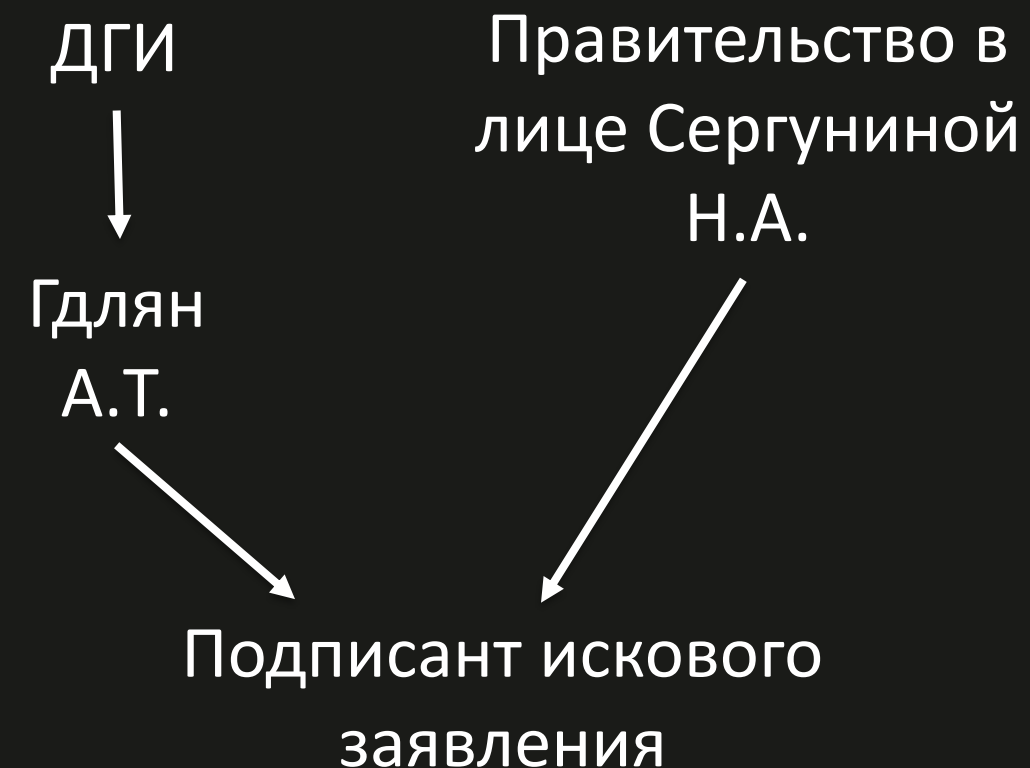 ДГИ
Правительство в
лице Сергуниной
Н.А.
Гдлян
А.Т.
Подписант искового
заявления